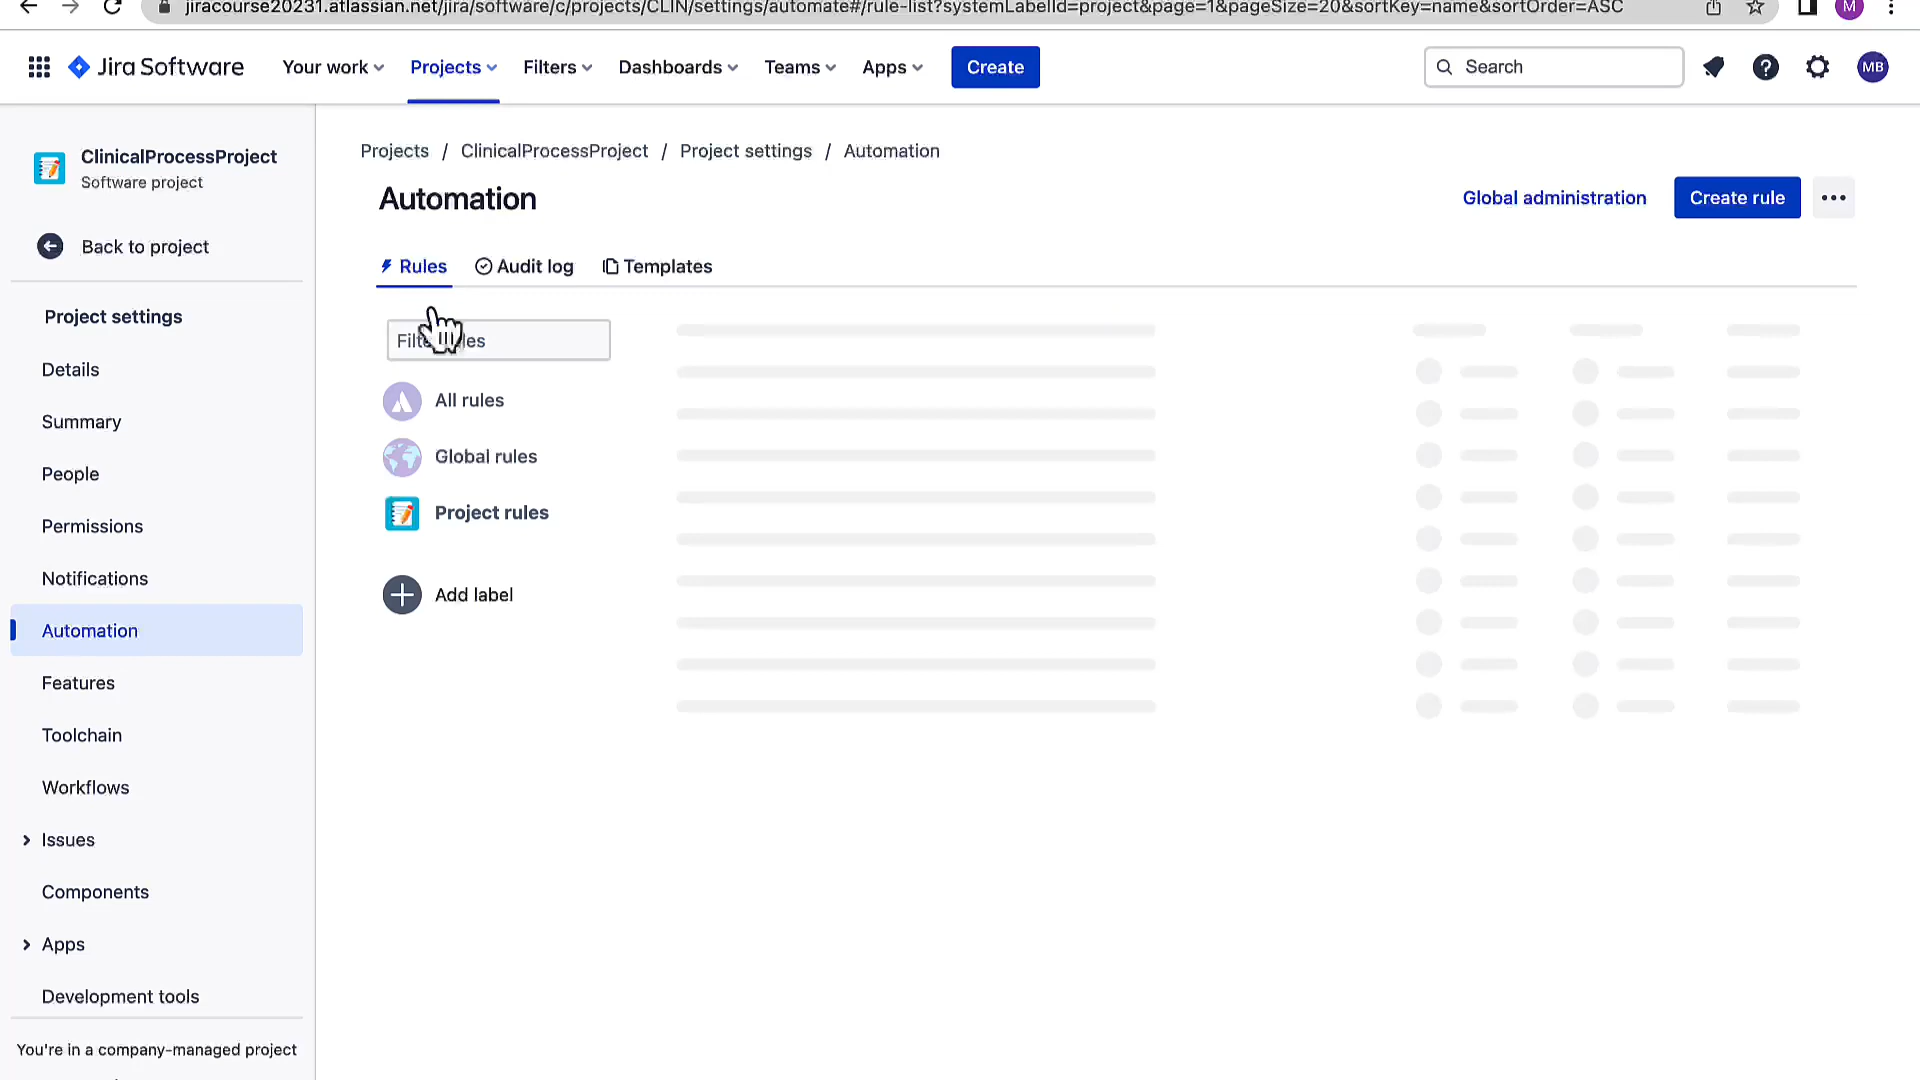 jiracourse20231.atlassian.net/jira/software/c/projects/CLIN/settings/automate#/rule-list?systemLabelId=project&page=1&pageSize=20&sortKey=name&sortOrder=ASC
M
Jira Software
Your work
Projects
Filters
Dashboards
Teams
Apps
Create
Search
MB
ClinicalProcessProject
Software project
Back to project
Project settings
Details
Summary
People
Permissions
Notifications
Automation
Features
Toolchain
Workflows
Issues
Components
Apps
Development tools
You're in a company-managed project
Projects / ClinicalProcessProject / Project settings / Automation
Automation
Global administration
Create rule
Rules
Audit log
Templates
All rules
Global rules
Project rules
Add label